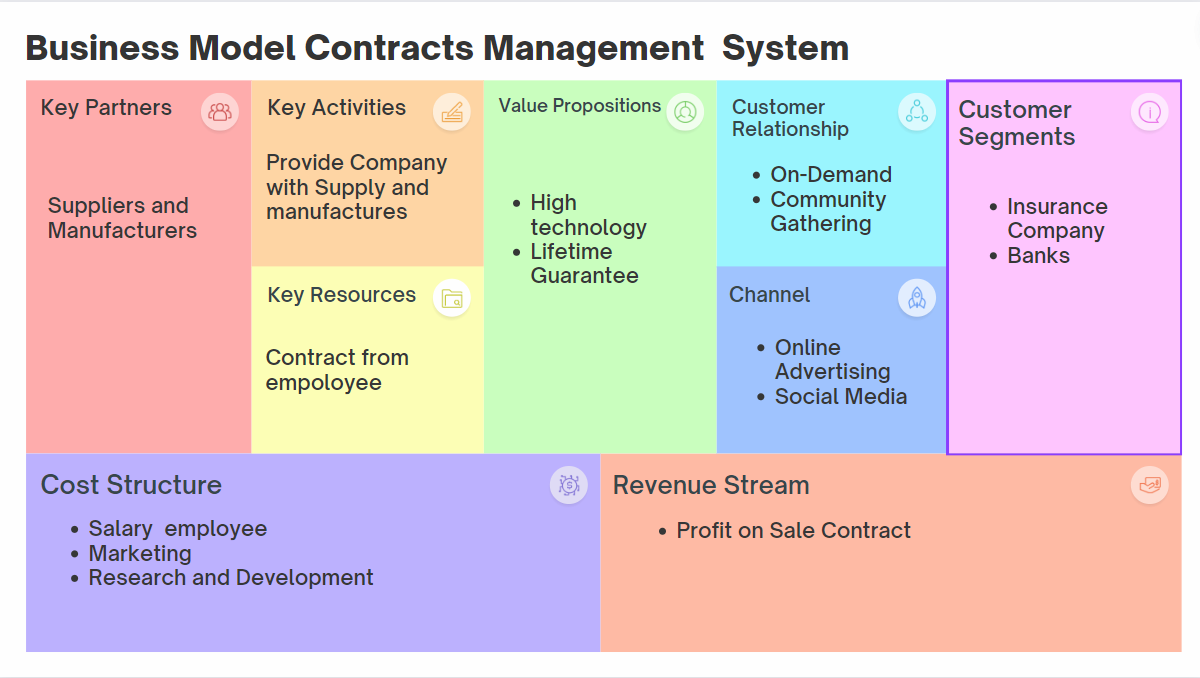 Business Model Contracts Management  System
Key Partners
Suppliers and
Manufacturers
Key Activities
Provide Company
with Supply and
manufactures
Key Resources
Contract from
empoloyee
Value Propositions
• High
technology
• Lifetime
Guarantee
Customer
Relationship
• On-Demand
• Community
Gathering
Channel
• Online
Advertising
• Social Media
Customer
Segments
• Insurance
Company
• Banks
Cost Structure
• Salary  employee
• Marketing
• Research and Development
Revenue Stream
• Profit on Sale Contract